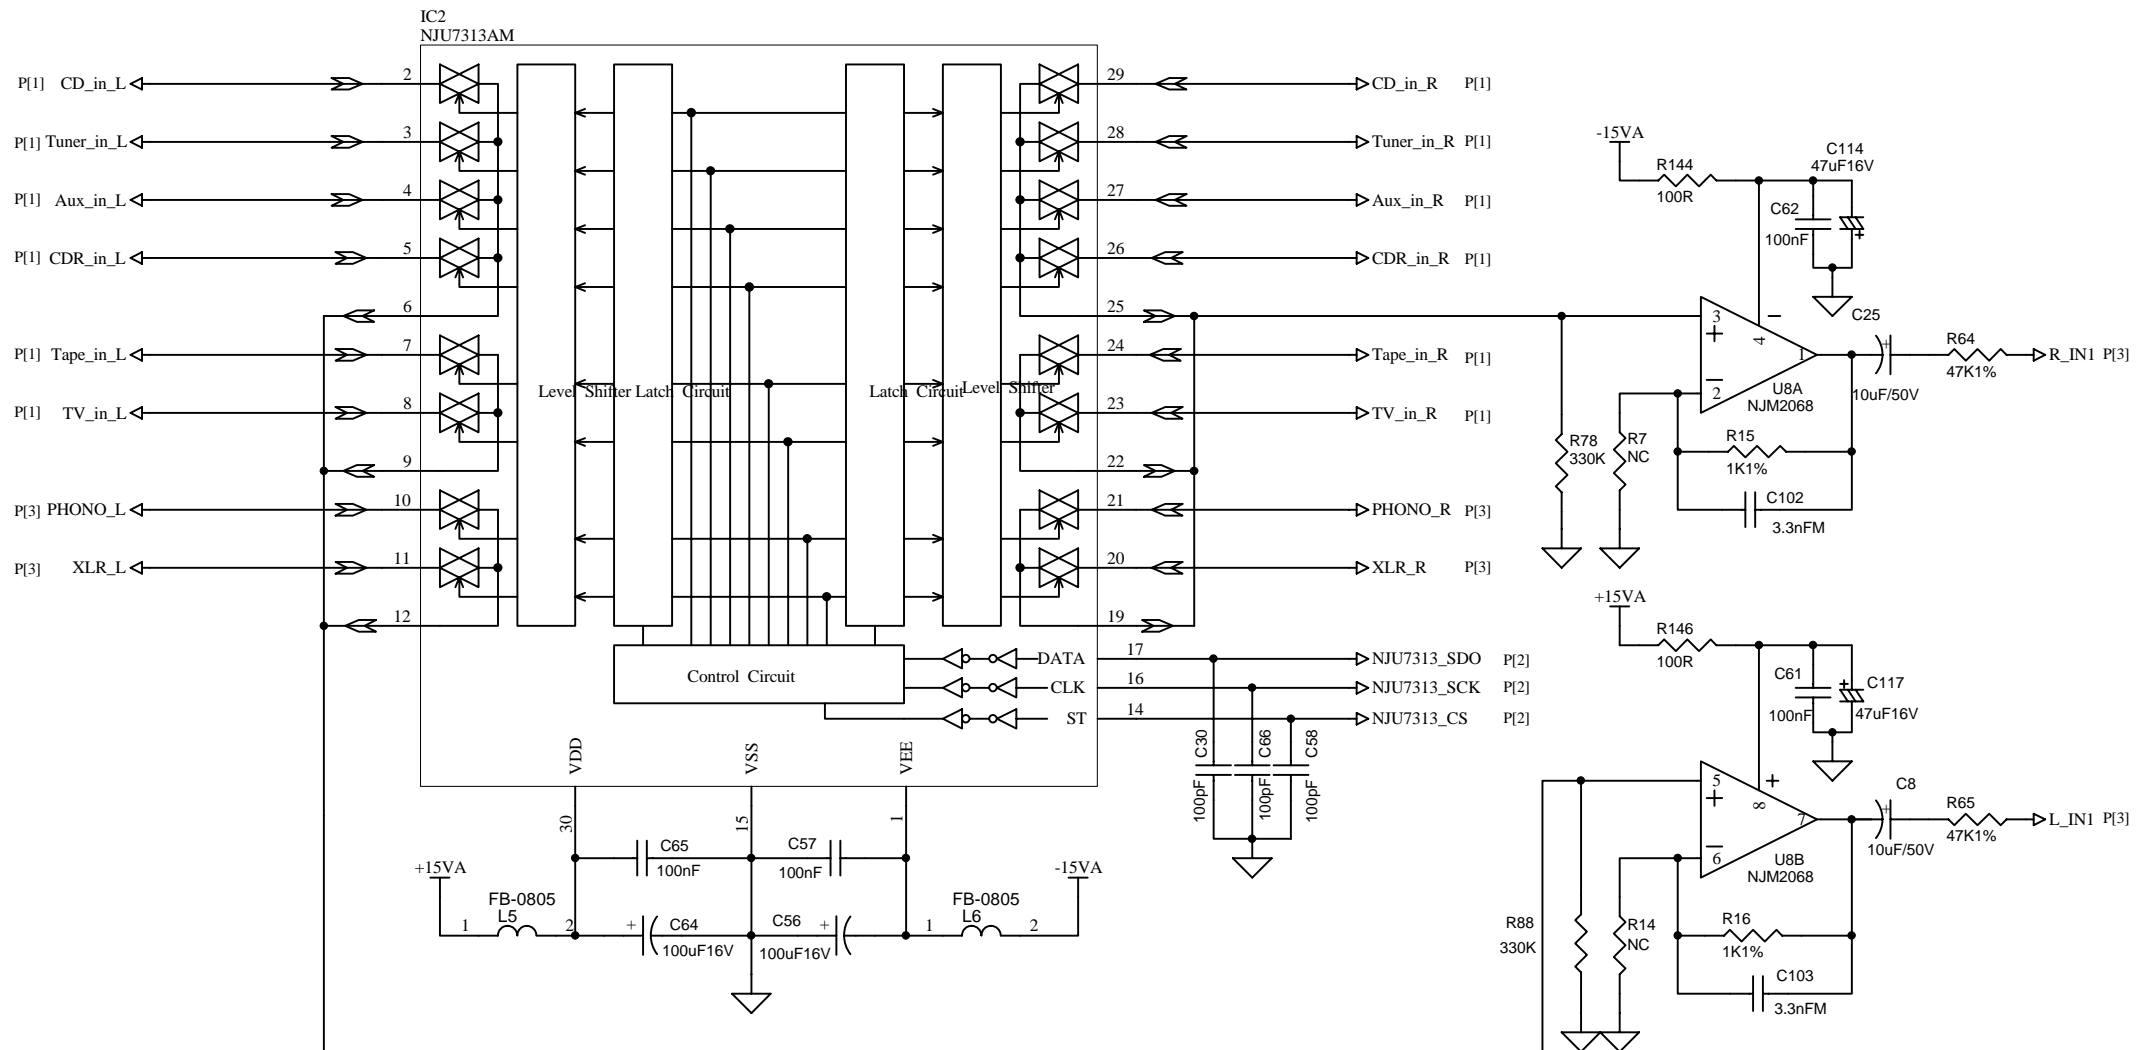 IC2
NJU7313AM
P[1] CD_in_L 2
29 CD_in_R P[1]
P[1] Tuner_in_L 3
28 Tuner_in_R P[1]
P[1] Aux_in_L 4
27 Aux_in_R P[1]
P[1] CDR_in_L 5
26 CDR_in_R P[1]
6
25
P[1] Tape_in_L 7
24 Tape_in_R P[1]
Level Shifter Latch Circuit
Latch Circuit Level Shifter
P[1] TV_in_L 8
23 TV_in_R P[1]
9
22
P[3] PHONO_L 10
21 PHONO_R P[3]
P[3] XLR_L 11
20 XLR_R P[3]
12
19
Control Circuit
DATA 17 NJU7313_SDO P[2]
CLK 16 NJU7313_SCK P[2]
ST 14 NJU7313_CS P[2]
VDD
VSS
VEE
30
15
1
C30
100pF
C66
100pF
C58
100pF
C65
100nF
C57
100nF
+15VA
FB-0805
L5
1 2
+ C64
100uF16V
C56 +
100uF16V
-15VA
FB-0805
L6
1 2
-15VA
R144
100R
C114
47uF16V
C62
100nF
+
3
+
4
−
1
−
2
U8A
NJM2068
C25
+
10uF/50V
R64
47K1%
R_IN1 P[3]
R78
330K
R7
NC
R15
1K1%
C102
3.3nFM
+15VA
R146
100R
C61
100nF
+
C117
47uF16V
5
+
8
+
7
−
6
U8B
NJM2068
C8
+
10uF/50V
R65
47K1%
L_IN1 P[3]
R88
330K
R14
NC
R16
1K1%
C103
3.3nFM